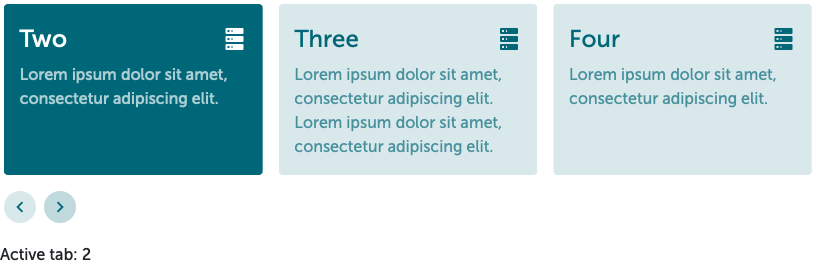 Two
Lorem ipsum dolor sit amet,
consectetur adipiscing elit.
Three
Lorem ipsum dolor sit amet,
consectetur adipiscing elit.
Lorem ipsum dolor sit amet,
consectetur adipiscing elit.
Four
Lorem ipsum dolor sit amet,
consectetur adipiscing elit.
Active tab: 2